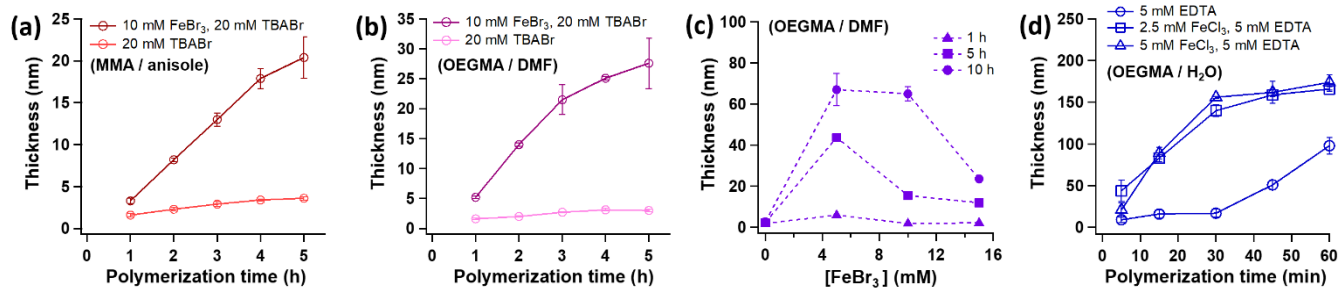 (a)
10 mM FeBr₃, 20 mM TBABr
20 mM TBABr
(MMA / anisole)
Thickness (nm)
25
20
15
10
5
0
0 1 2 3 4 5
Polymerization time (h)
(b)
10 mM FeBr₃, 20 mM TBABr
20 mM TBABr
(OEGMA / DMF)
Thickness (nm)
35
30
25
20
15
10
5
0
0 1 2 3 4 5
Polymerization time (h)
(c)
(OEGMA / DMF)
1 h
5 h
10 h
Thickness (nm)
100
80
60
40
20
0
0 4 8 12 16
[FeBr₃] (mM)
(d)
5 mM EDTA
2.5 mM FeCl₃, 5 mM EDTA
5 mM FeCl₃, 5 mM EDTA
(OEGMA / H₂O)
Thickness (nm)
250
200
150
100
50
0
0 10 20 30 40 50 60
Polymerization time (min)